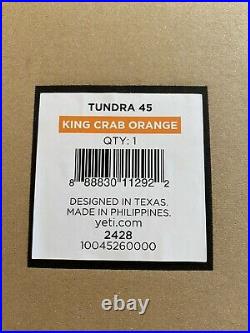 TUNDRA 45
KING CRAB ORANGE
QTY: 1
8 88830 11292 2
DESIGNED IN TEXAS.
MADE IN PHILIPPINES.
yeti.com
2428
10045260000